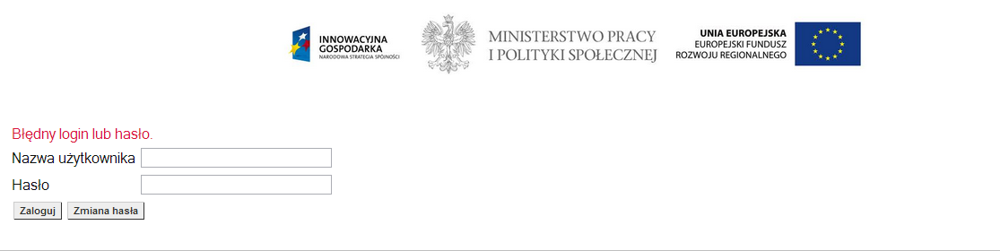 INNOWACYJNA
GOSPODARKA
NARODOWA STRATEGIA SPÓJNOŚCI
MINISTERSTWO PRACY
I POLITYKI SPOŁECZNEJ
UNIA EUROPEJSKA
EUROPEJSKI FUNDUSZ
ROZWOJU REGIONALNEGO
Błędny login lub hasło.
Nazwa użytkownika
Hasło
Zaloguj Zmiana hasła